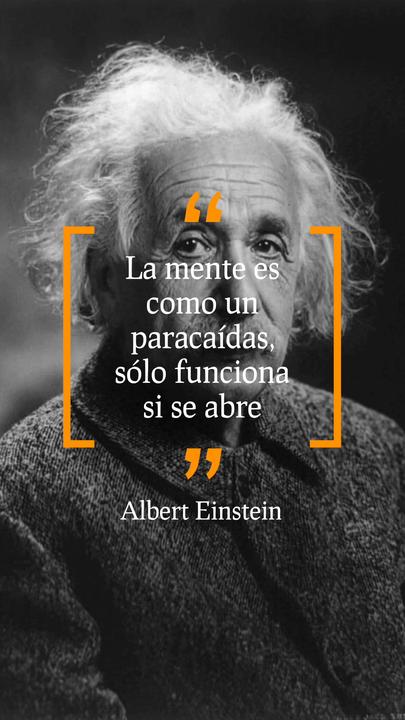 “
La mente es
como un
paracaídas,
sólo funciona
si se abre
”
Albert Einstein